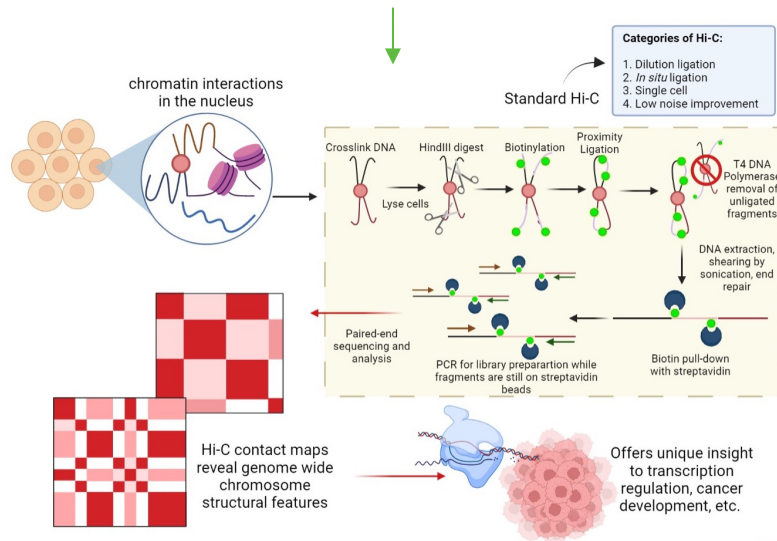 Categories of Hi-C:
1. Dilution ligation
2. In situ ligation
3. Single cell
4. Low noise improvement
Standard Hi-C
chromatin interactions
in the nucleus
Crosslink DNA
Lyse cells
HindIII digest
Biotinylation
Proximity
Ligation
T4 DNA
Polymerase
removal of
unligated
fragments
DNA extraction,
shearing by
sonication, end
repair
Biotin pull-down
with streptavidin
PCR for library preparartion while
fragments are still on streptavidin
beads
Paired-end
sequencing and
analysis
Hi-C contact maps
reveal genome wide
chromosome
structural features
Offers unique insight
to transcription
regulation, cancer
development, etc.